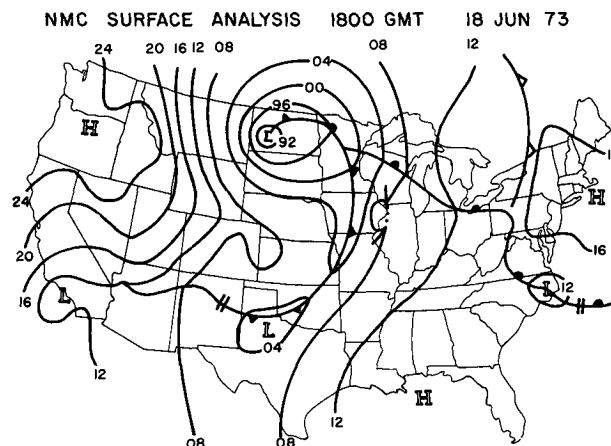 NMC SURFACE ANALYSIS 1800 GMT 18 JUN 73
24 20 16 12 08 04 08 12
00
96
H L 92
24 H
20 16
16 L L 12
L
04
12
12 H
08 08